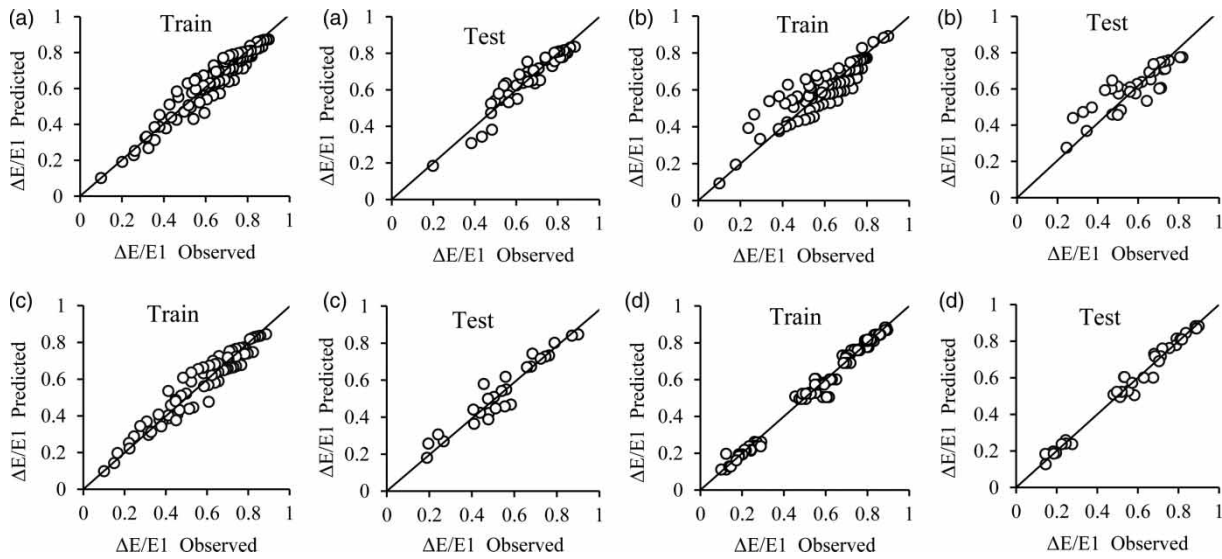 (a) Train
ΔE/E1 Predicted
1
0.8
0.6
0.4
0.2
0
0 0.2 0.4 0.6 0.8 1
ΔE/E1 Observed
(a) Test
ΔE/E1 Predicted
1
0.8
0.6
0.4
0.2
0
0 0.2 0.4 0.6 0.8 1
ΔE/E1 Observed
(b) Train
ΔE/E1 Predicted
1
0.8
0.6
0.4
0.2
0
0 0.2 0.4 0.6 0.8 1
ΔE/E1 Observed
(b) Test
ΔE/E1 Predicted
1
0.8
0.6
0.4
0.2
0
0 0.2 0.4 0.6 0.8 1
ΔE/E1 Observed
(c) Train
ΔE/E1 Predicted
1
0.8
0.6
0.4
0.2
0
0 0.2 0.4 0.6 0.8 1
ΔE/E1 Observed
(c) Test
ΔE/E1 Predicted
1
0.8
0.6
0.4
0.2
0
0 0.2 0.4 0.6 0.8 1
ΔE/E1 Observed
(d) Train
ΔE/E1 Predicted
1
0.8
0.6
0.4
0.2
0
0 0.2 0.4 0.6 0.8 1
ΔE/E1 Observed
(d) Test
ΔE/E1 Predicted
1
0.8
0.6
0.4
0.2
0
0 0.2 0.4 0.6 0.8 1
ΔE/E1 Observed